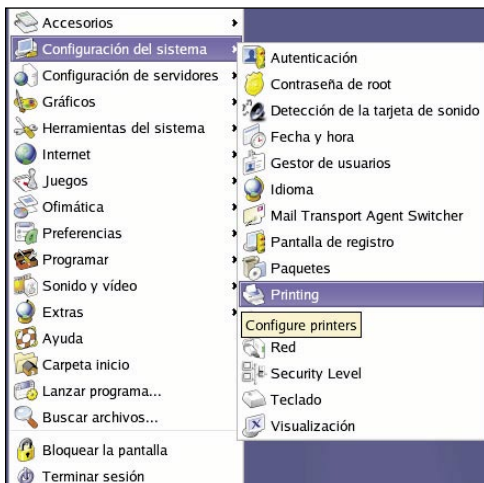 Accesorios
Configuración del sistema
Configuración de servidores
Gráficos
Herramientas del sistema
Internet
Juegos
Ofimática
Preferencias
Programar
Sonido y vídeo
Extras
Ayuda
Carpeta inicio
Lanzar programa...
Buscar archivos...
Bloquear la pantalla
Terminar sesión
Autenticación
Contraseña de root
Detección de la tarjeta de sonido
Fecha y hora
Gestor de usuarios
Idioma
Mail Transport Agent Switcher
Pantalla de registro
Paquetes
Printing
Configure printers
Red
Security Level
Teclado
Visualización